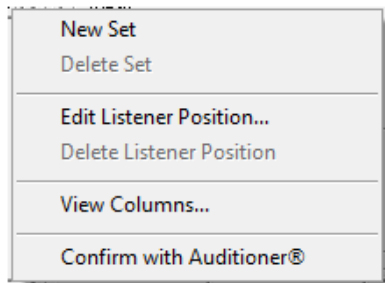 New Set
Delete Set
Edit Listener Position...
Delete Listener Position
View Columns...
Confirm with Auditioner®